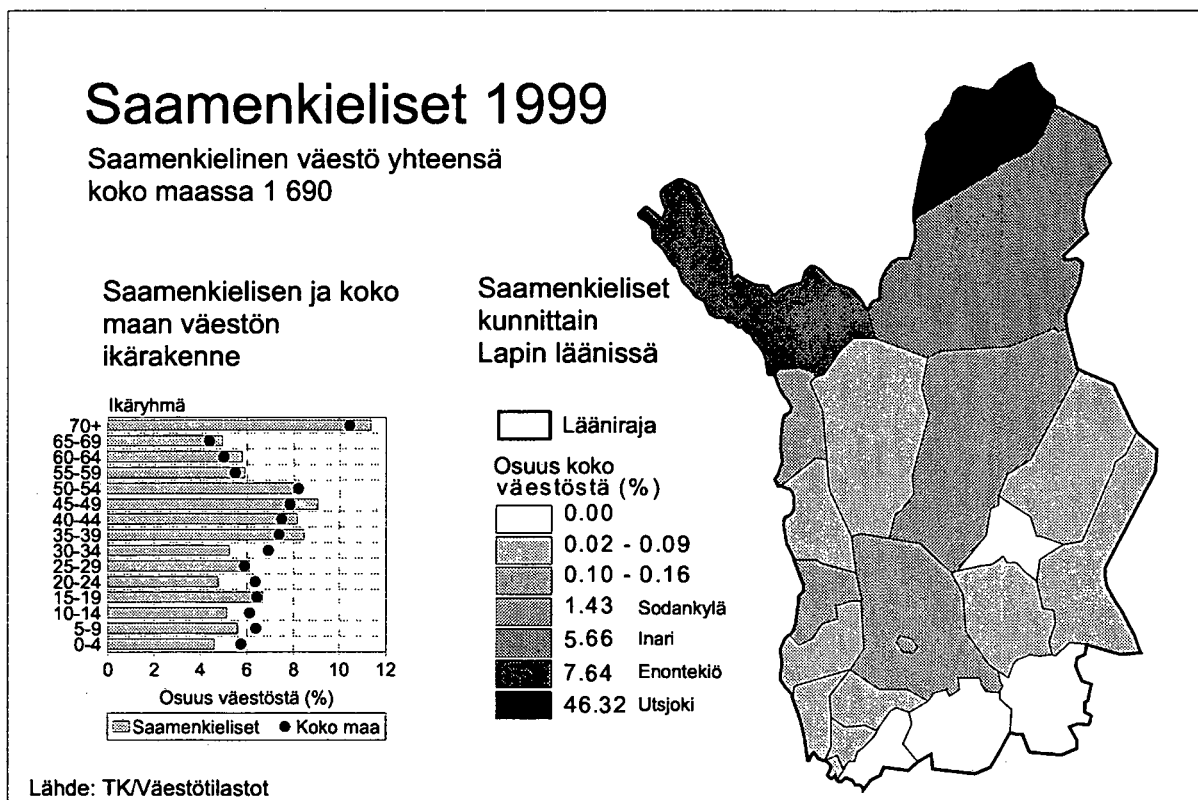 Saamenkieliset 1999
Saamenkielinen väestö yhteensä
koko maassa 1 690
Saamenkielisen ja koko
maan väestön
ikärakenne
Ikäryhmä
70+
65-69
60-64
55-59
50-54
45-49
40-44
35-39
30-34
25-29
20-24
15-19
10-14
5-9
0-4
0 2 4 6 8 10 12
Osuus väestöstä (%)
Saamenkieliset Koko maa
Saamenkieliset
kunnittain
Lapin läänissä
Lääniraja
Osuus koko
väestöstä (%)
0.00
0.02 - 0.09
0.10 - 0.16
1.43 Sodankylä
5.66 Inari
7.64 Enontekiö
46.32 Utsjoki
Lähde: TK/Väestötilastot